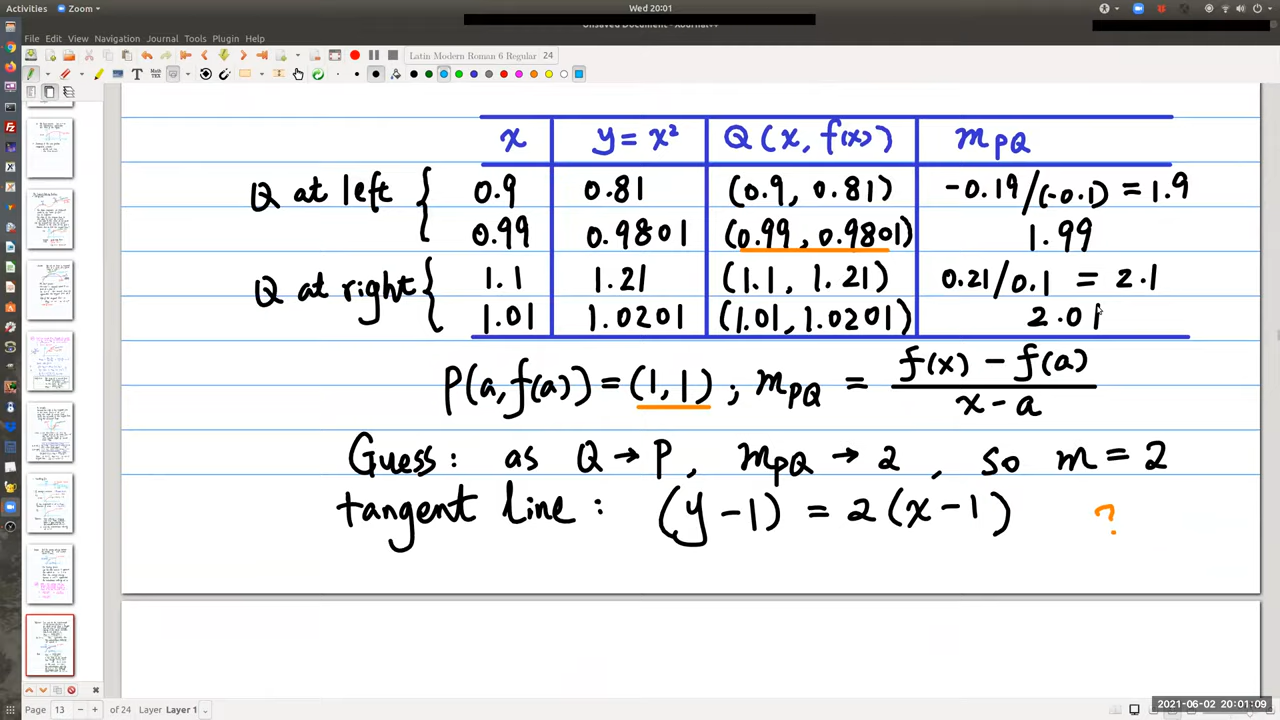 Activities Zoom Wed 20:01
Unsaved Document - Xournal++
File Edit View Navigation Journal Tools Plugin Help
Latin Modern Roman 6 Regular 24
x y = x² Q (x, f(x)) m_PQ
Q at left { 0.9 0.81 (0.9, 0.81) -0.19/(-0.1) = 1.9
0.99 0.9801 (0.99, 0.9801) 1.99
Q at right { 1.1 1.21 (1.1, 1.21) 0.21/0.1 = 2.1
1.01 1.0201 (1.01, 1.0201) 2.01
P(a, f(a)) = (1, 1) ; m_PQ = (f(x) - f(a))/(x - a)
Guess: as Q → P, m_PQ → 2, so m = 2
tangent line: (y - 1) = 2 (x - 1) ?
Page 13 of 24 Layer Layer 1
2021-06-02 20:01:09